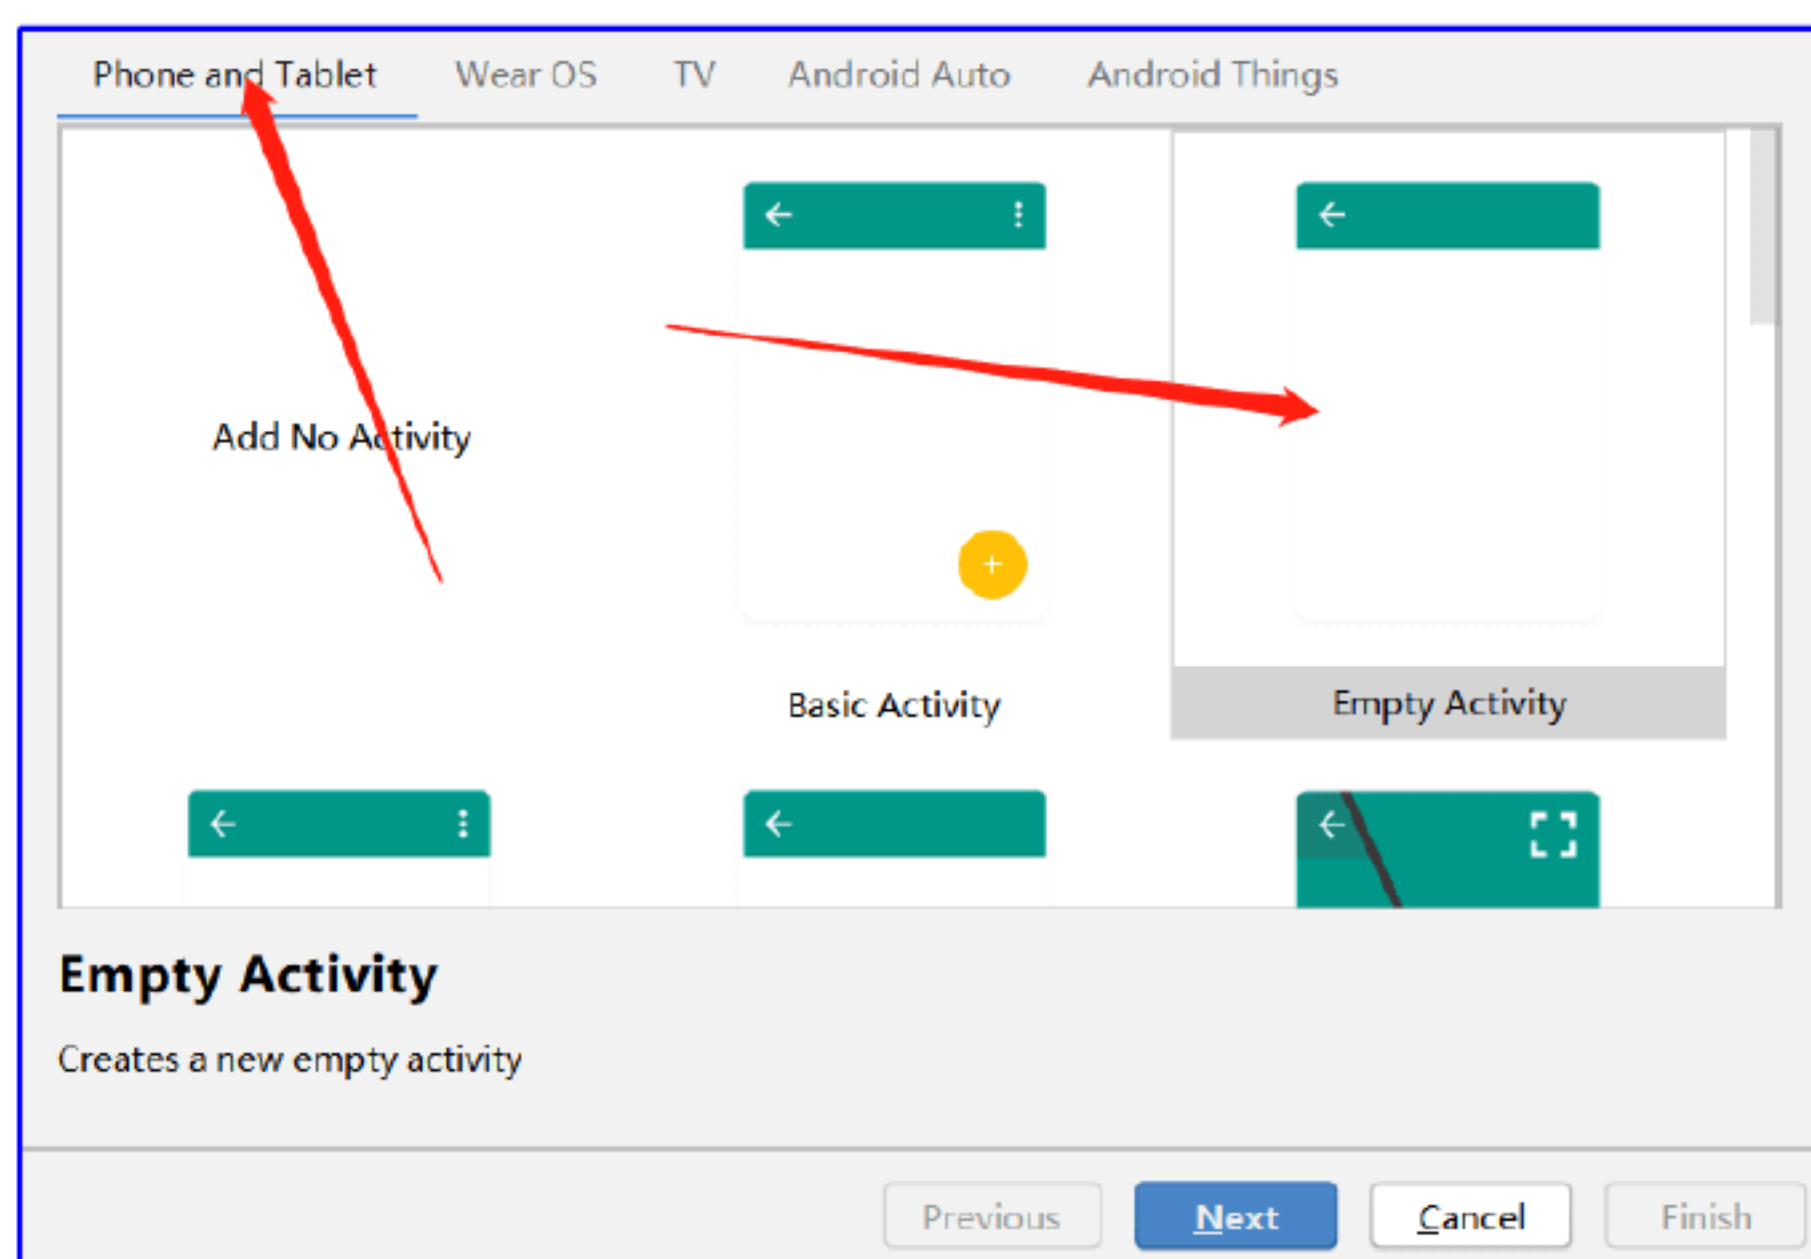 Phone and Tablet Wear OS TV Android Auto Android Things
Add No Activity
Basic Activity
Empty Activity
Empty Activity
Creates a new empty activity
Previous Next Cancel Finish